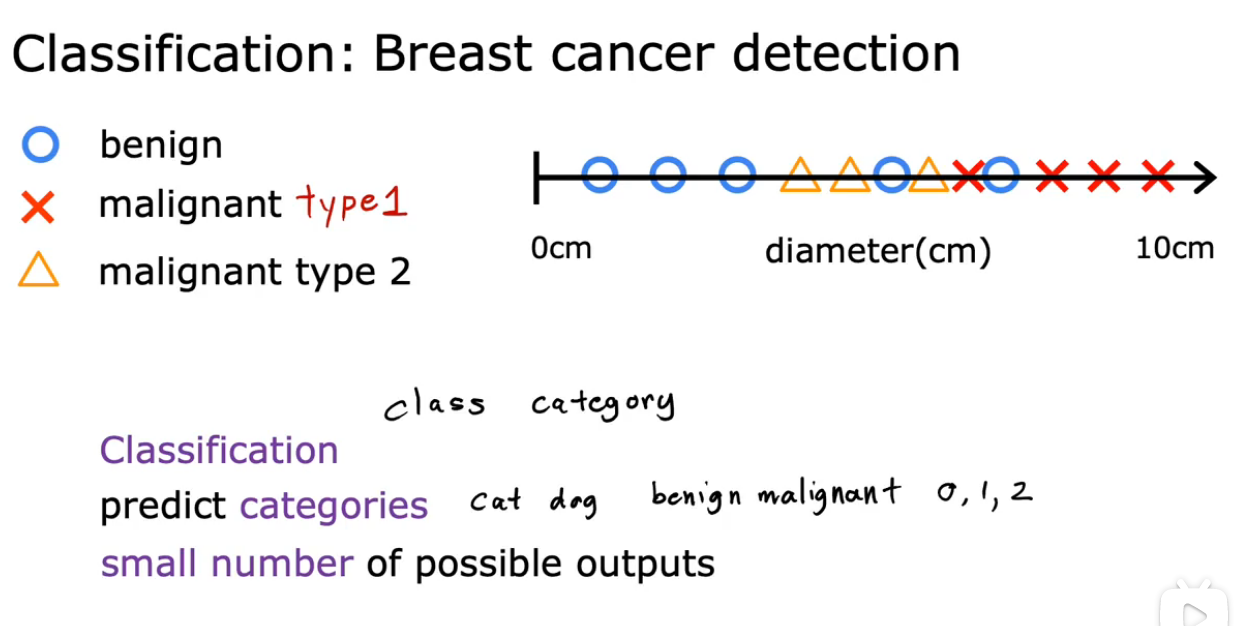 Classification: Breast cancer detection
benign
malignant type1
malignant type 2
0cm diameter(cm) 10cm
class category
Classification
predict categories cat dog benign malignant 0, 1, 2
small number of possible outputs